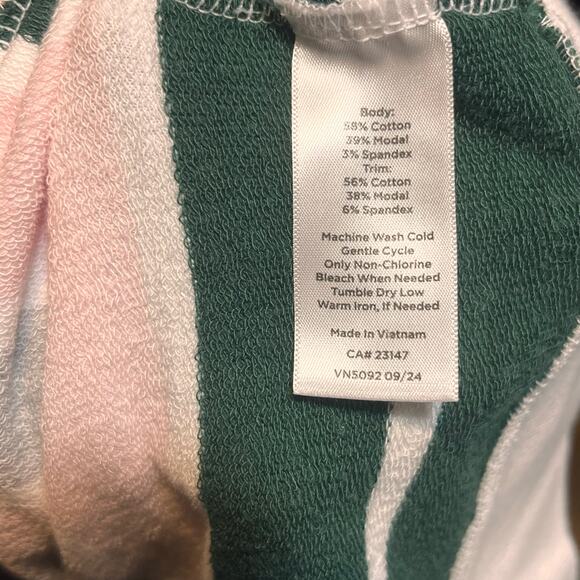 Body:
58% Cotton
39% Modal
3% Spandex
Trim:
56% Cotton
38% Modal
6% Spandex
Machine Wash Cold
Gentle Cycle
Only Non-Chlorine
Bleach When Needed
Tumble Dry Low
Warm Iron, If Needed
Made In Viatnam
CA# 23147
VN5092 09/24